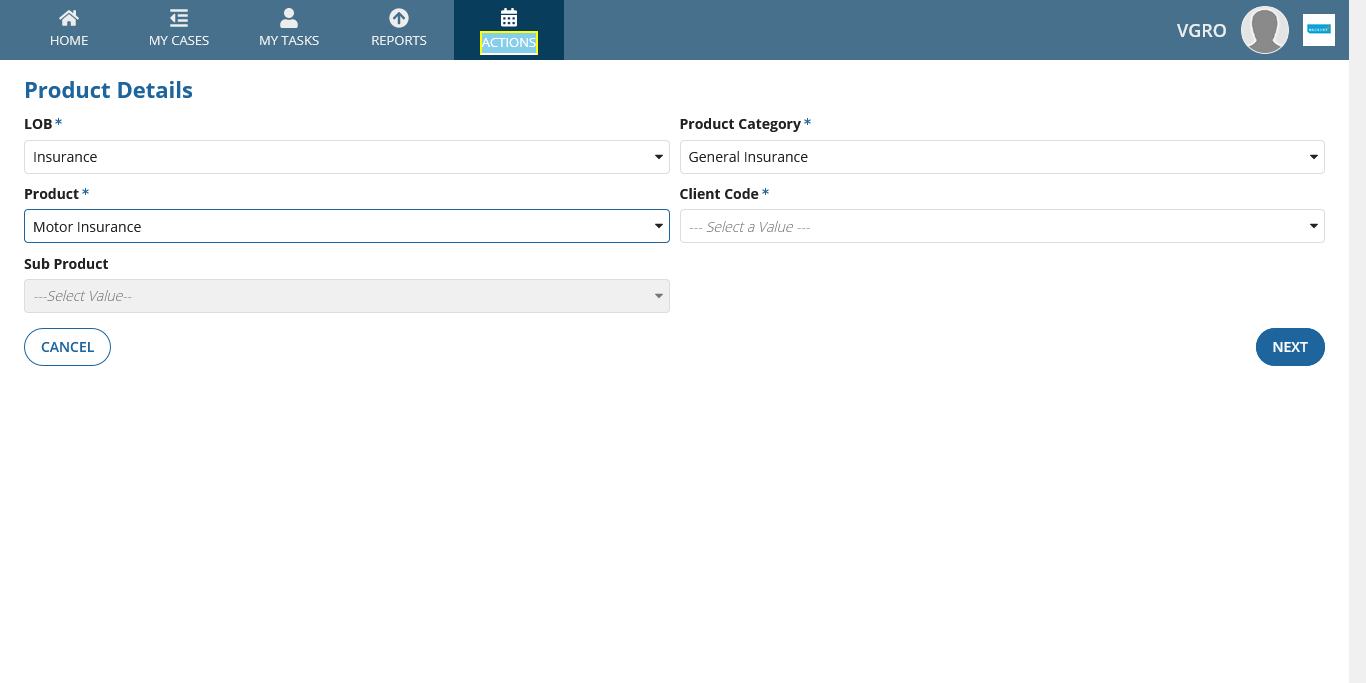 HOME
MY CASES
MY TASKS
REPORTS
ACTIONS
VGRO
Product Details
LOB *
Product Category *
Insurance
General Insurance
Product *
Client Code *
Motor Insurance
--- Select a Value ---
Sub Product
---Select Value--
CANCEL
NEXT